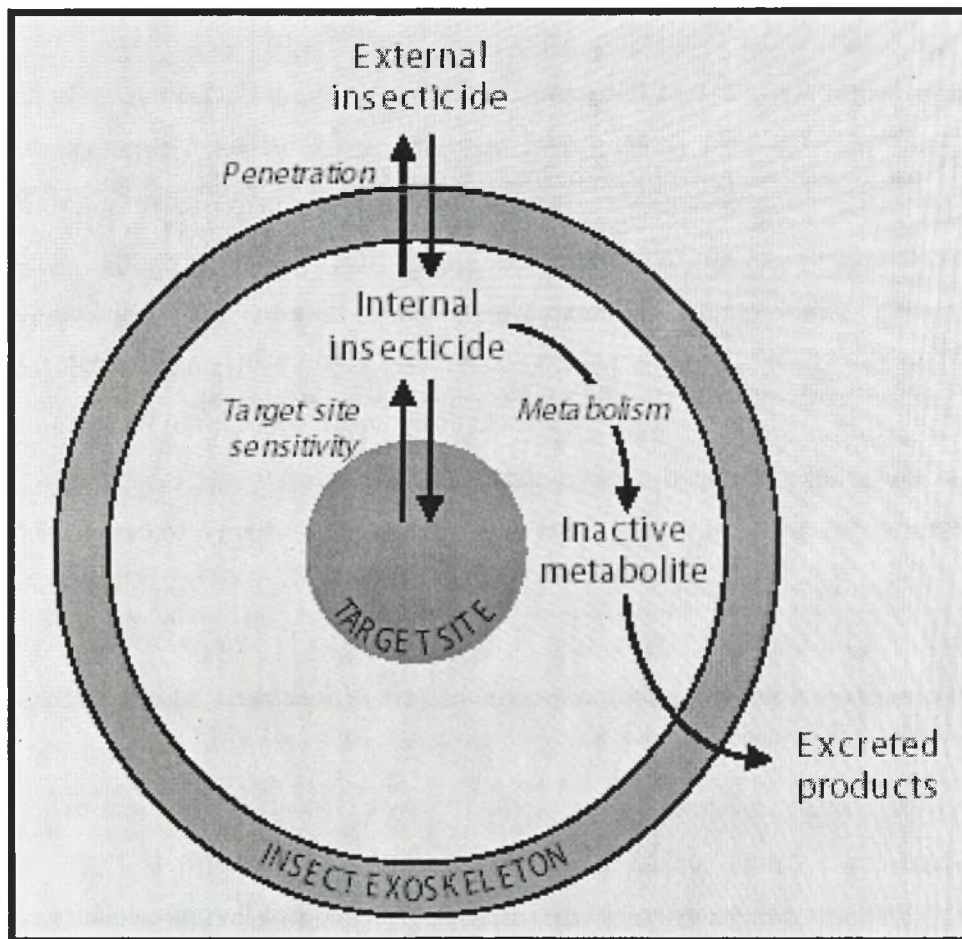 External
insecticide
Penetration
Internal
insecticide
Target site
sensitivity
Metabolism
Inactive
metabolite
TARGET SITE
Excreted
products
INSECT EXOSKELETON